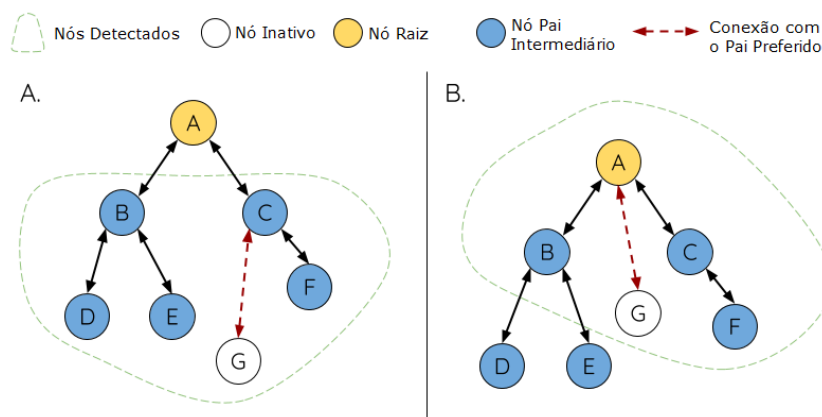 Nós Detectados
Nó Inativo
Nó Raiz
Nó Pai
Intermediário
Conexão com
o Pai Preferido
A.
A
B
C
D
E
F
G
B.
A
B
C
G
F
D
E